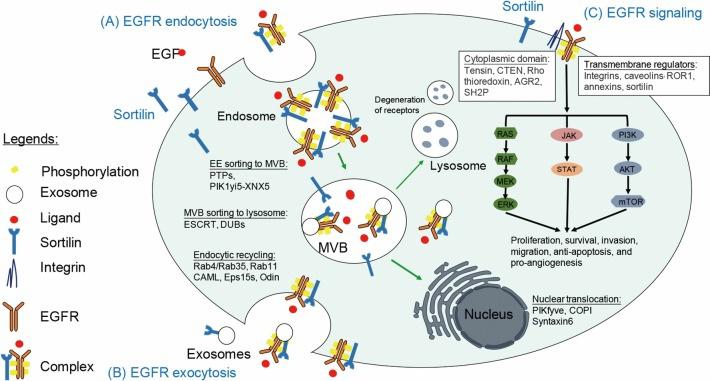 (A) EGFR endocytosis
EGF
Sortilin
Endosome
Degeneration
of receptors
Lysosome
Sortilin
(C) EGFR signaling
Cytoplasmic domain:
Tensin, CTEN, Rho
thioredoxin, AGR2,
SH2P
Transmembrane regulators:
Integrins, caveolins·ROR1,
annexins, sortilin
RAS
RAF
MEK
ERK
JAK
STAT
PI3K
AKT
mTOR
Proliferation, survival, invasion,
migration, anti-apoptosis, and
pro-angiogenesis
Legends:
Phosphorylation
Exosome
Ligand
Sortilin
Integrin
EGFR
Complex
EE sorting to MVB:
PTPs,
PIK1yi5-XNX5
MVB sorting to lysosome:
ESCRT, DUBs
MVB
Endocytic recycling:
Rab4/Rab35, Rab11
CAML, Eps15s, Odin
Nucleus
Nuclear translocation:
PIKfyve, COPI
Syntaxin6
Exosomes
(B) EGFR exocytosis